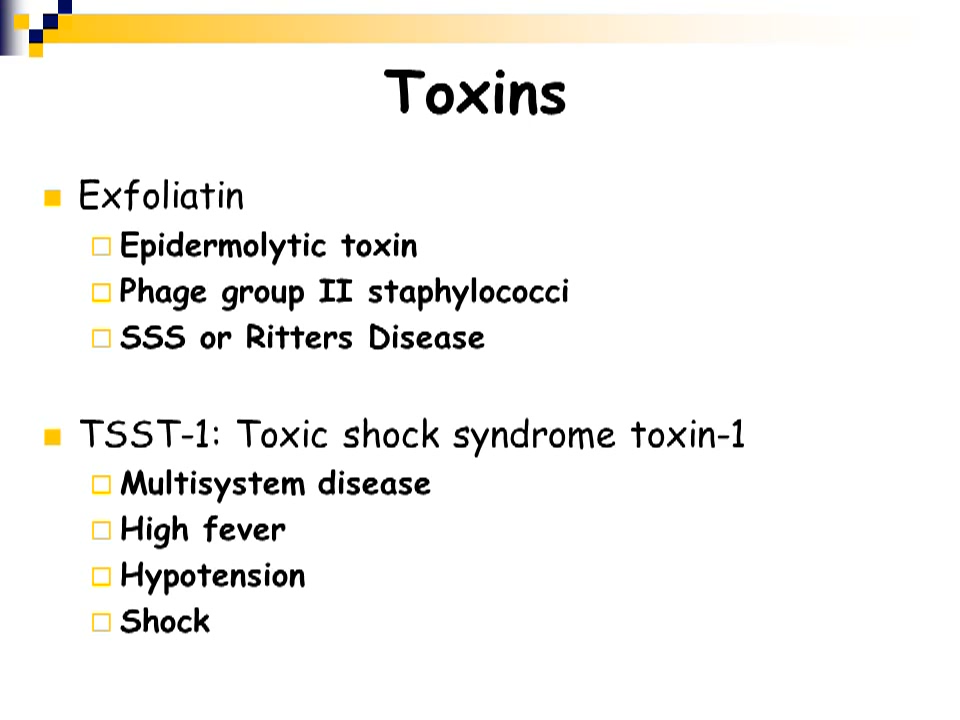 Toxins
Exfoliatin
Epidermolytic toxin
Phage group II staphylococci
SSS or Ritters Disease
TSST-1: Toxic shock syndrome toxin-1
Multisystem disease
High fever
Hypotension
Shock